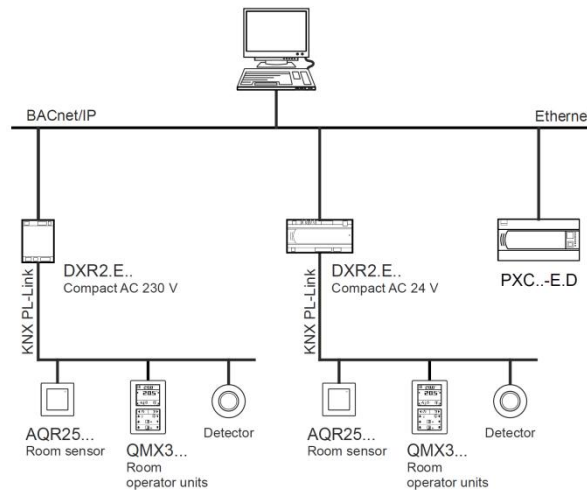 BACnet/IP
Etherne
DXR2.E..
Compact AC 230 V
DXR2.E..
Compact AC 24 V
PXC..-E.D
KNX PL-Link
KNX PL-Link
AQR25...
Room sensor
QMX3...
Room
operator units
Detector
AQR25...
Room sensor
QMX3...
Room
operator units
Detector